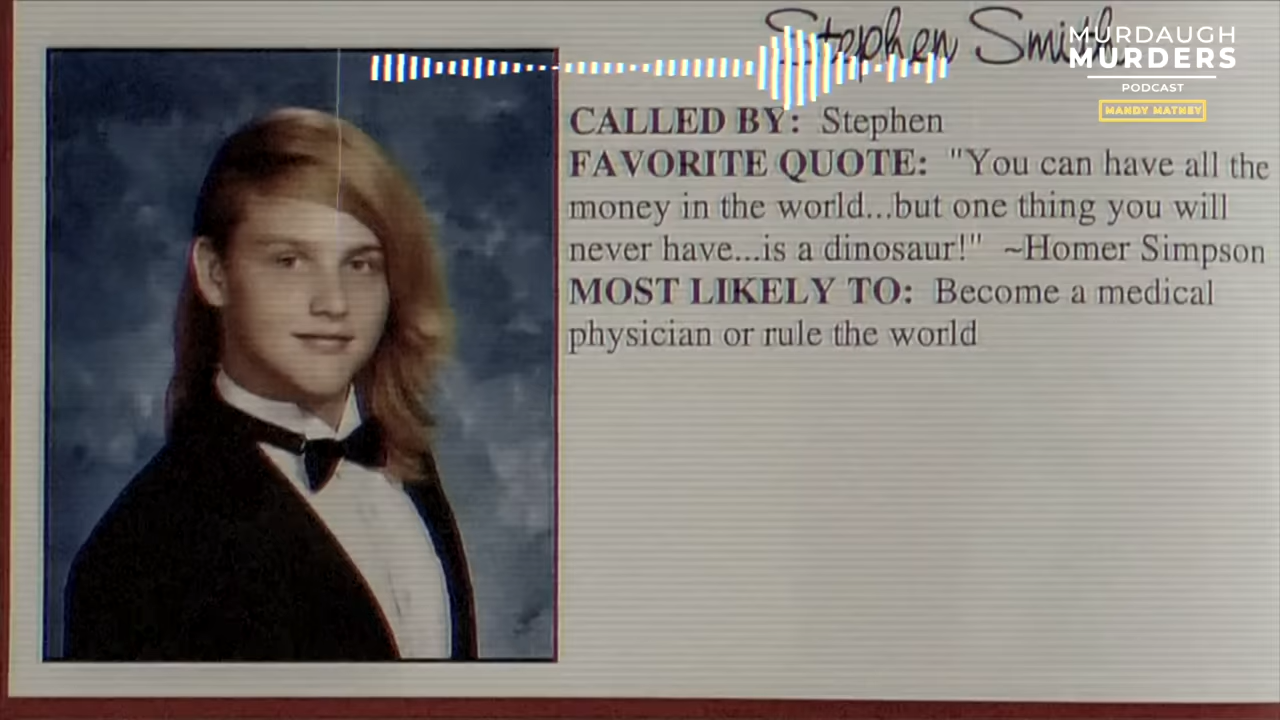 Stephen Smith
MURDAUGH
MURDERS
PODCAST
MANDY MATNEY
CALLED BY: Stephen
FAVORITE QUOTE: "You can have all the
money in the world...but one thing you will
never have...is a dinosaur!" ~Homer Simpson
MOST LIKELY TO: Become a medical
physician or rule the world